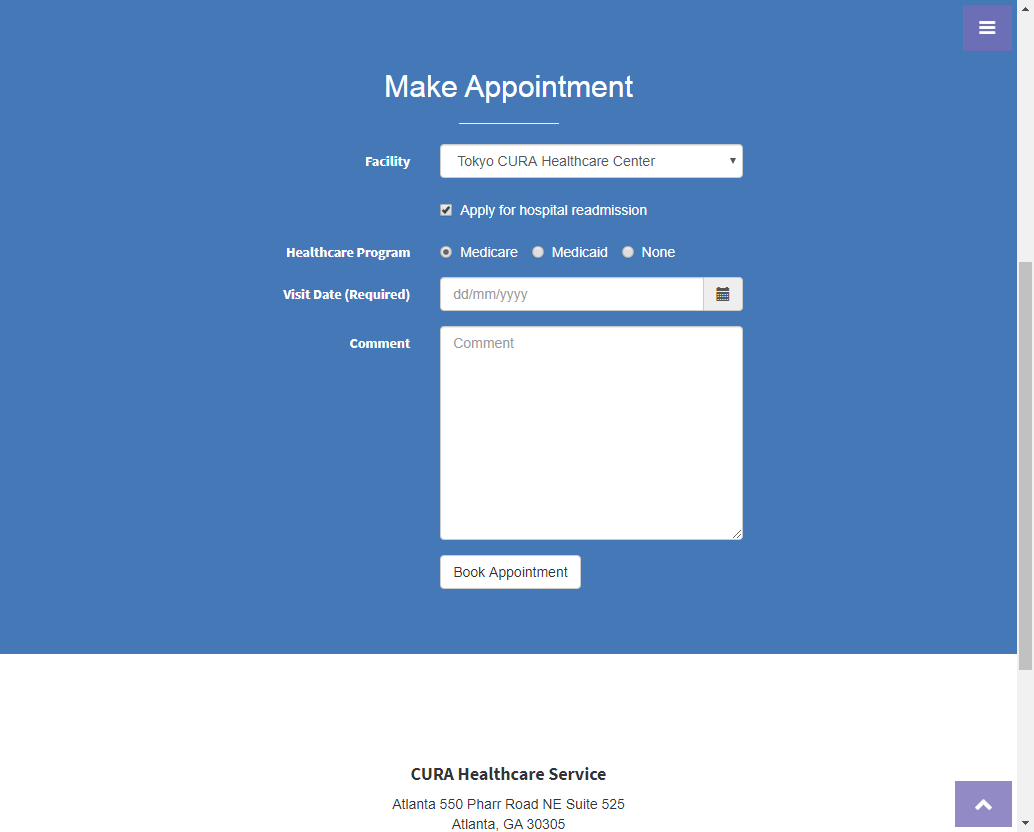 Make Appointment
Facility Tokyo CURA Healthcare Center
Apply for hospital readmission
Healthcare Program Medicare Medicaid None
Visit Date (Required) dd/mm/yyyy
Comment Comment
Book Appointment
CURA Healthcare Service
Atlanta 550 Pharr Road NE Suite 525
Atlanta, GA 30305